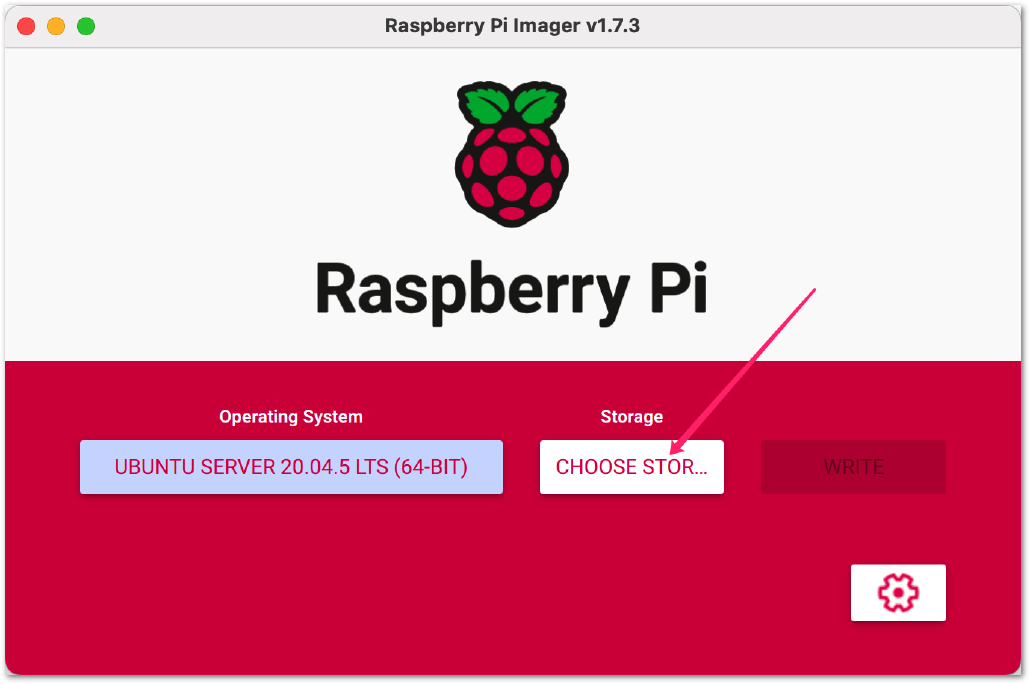 Raspberry Pi Imager v1.7.3
Raspberry Pi
Operating System
Storage
UBUNTU SERVER 20.04.5 LTS (64-BIT)
CHOOSE STOR...
WRITE